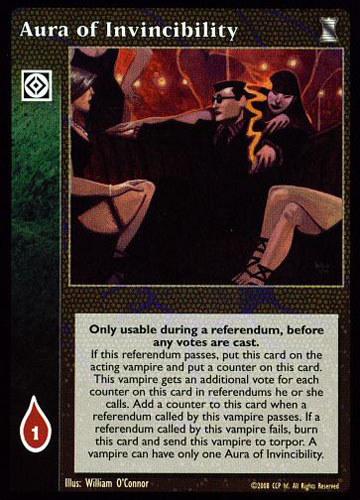 Aura of Invincibility
Only usable during a referendum, before
any votes are cast.
If this referendum passes, put this card on the
acting vampire and put a counter on this card.
This vampire gets an additional vote for each
counter on this card in referendums he or she
calls. Add a counter to this card when a
referendum called by this vampire passes. If a
referendum called by this vampire fails, burn
this card and send this vampire to torpor. A
vampire can have only one Aura of Invincibility.
1
Illus: William O'Connor
©2008 CCP hf. All Rights Reserved